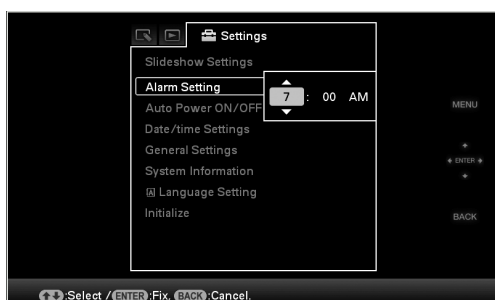 Settings
Slideshow Settings
Alarm Setting
7 : 00 AM
Auto Power ON/OFF
Date/time Settings
General Settings
System Information
A Language Setting
Initialize
MENU
ENTER
BACK
:Select / ENTER :Fix, BACK :Cancel.